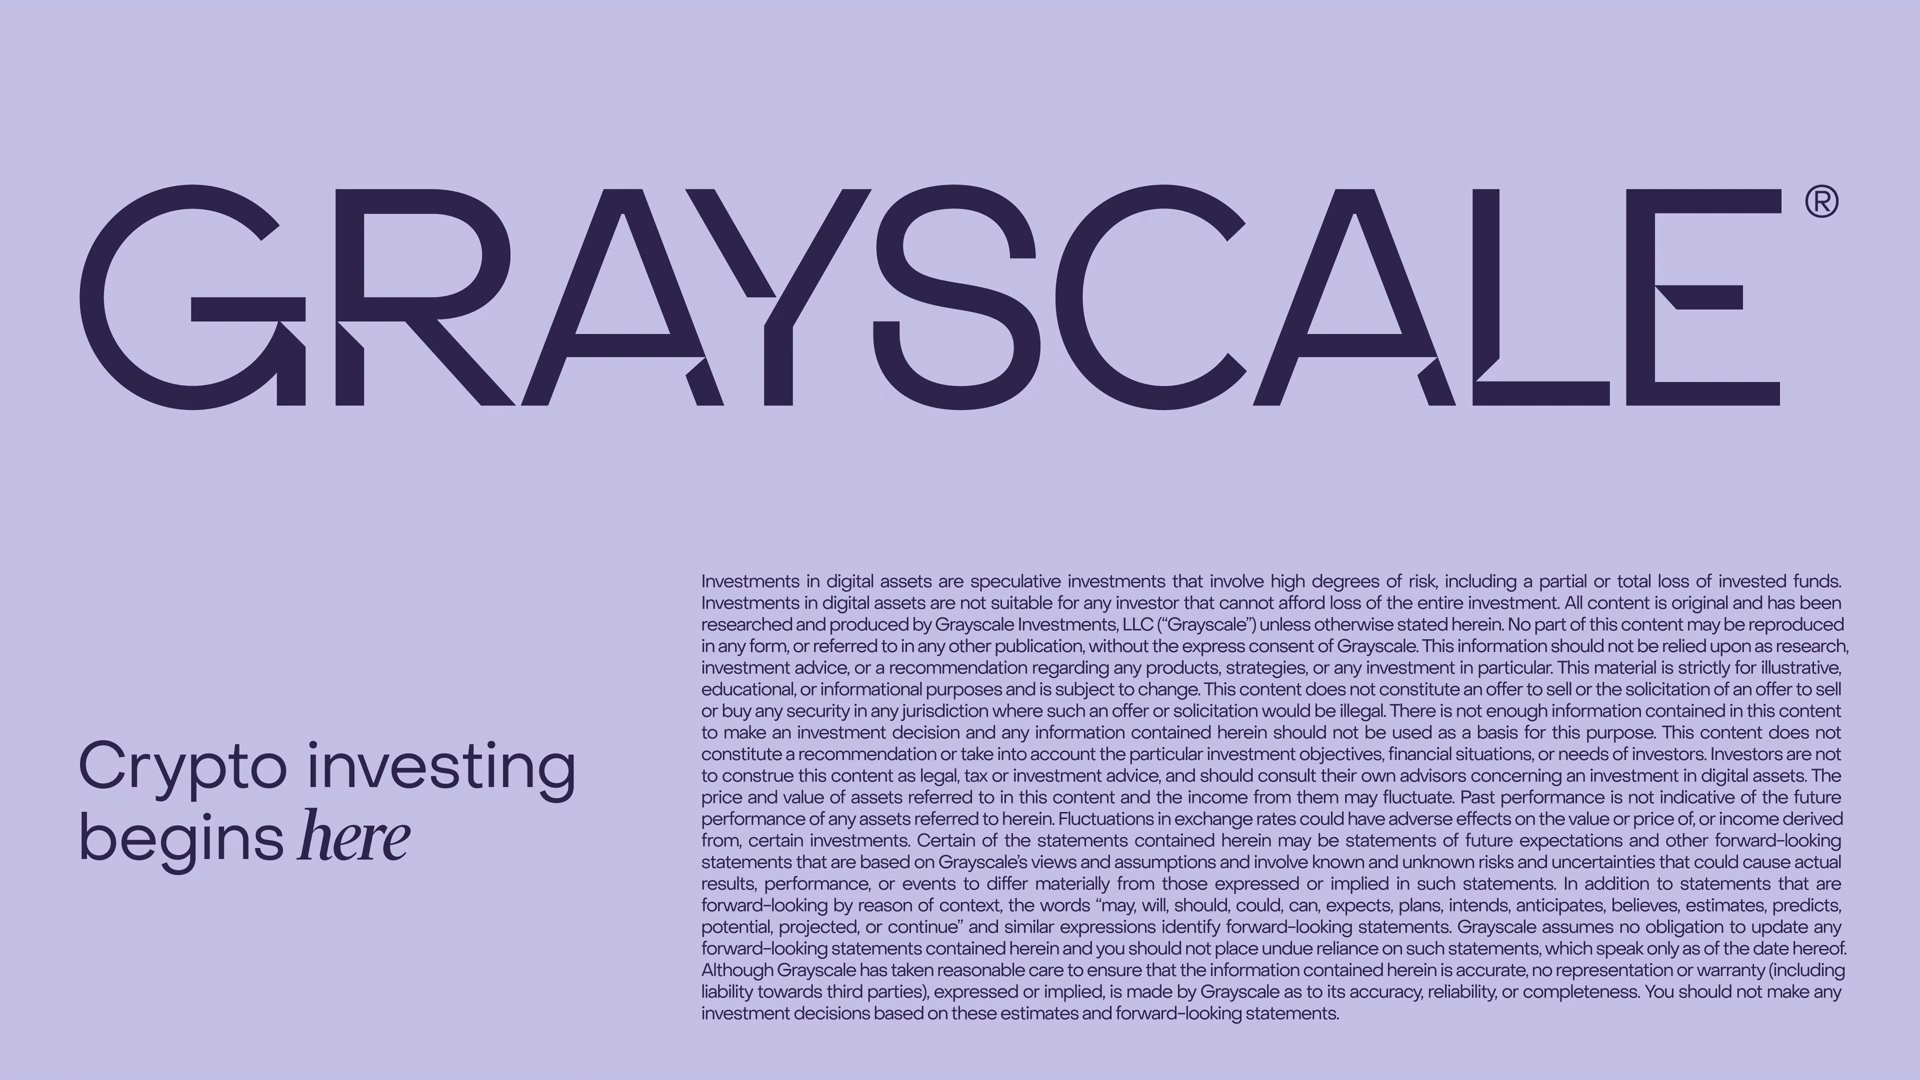 GRAYSCALE®
Crypto investing
begins here
Investments in digital assets are speculative investments that involve high degrees of risk, including a partial or total loss of invested funds.
Investments in digital assets are not suitable for any investor that cannot afford loss of the entire investment. All content is original and has been
researched and produced by Grayscale Investments, LLC (“Grayscale”) unless otherwise stated herein. No part of this content may be reproduced
in any form, or referred to in any other publication, without the express consent of Grayscale. This information should not be relied upon as research,
investment advice, or a recommendation regarding any products, strategies, or any investment in particular. This material is strictly for illustrative,
educational, or informational purposes and is subject to change. This content does not constitute an offer to sell or the solicitation of an offer to sell
or buy any security in any jurisdiction where such an offer or solicitation would be illegal. There is not enough information contained in this content
to make an investment decision and any information contained herein should not be used as a basis for this purpose. This content does not
constitute a recommendation or take into account the particular investment objectives, financial situations, or needs of investors. Investors are not
to construe this content as legal, tax or investment advice, and should consult their own advisors concerning an investment in digital assets. The
price and value of assets referred to in this content and the income from them may fluctuate. Past performance is not indicative of the future
performance of any assets referred to herein. Fluctuations in exchange rates could have adverse effects on the value or price of, or income derived
from, certain investments. Certain of the statements contained herein may be statements of future expectations and other forward-looking
statements that are based on Grayscale’s views and assumptions and involve known and unknown risks and uncertainties that could cause actual
results, performance, or events to differ materially from those expressed or implied in such statements. In addition to statements that are
forward-looking by reason of context, the words “may, will, should, could, can, expects, plans, intends, anticipates, believes, estimates, predicts,
potential, projected, or continue” and similar expressions identify forward-looking statements. Grayscale assumes no obligation to update any
forward-looking statements contained herein and you should not place undue reliance on such statements, which speak only as of the date hereof.
Although Grayscale has taken reasonable care to ensure that the information contained herein is accurate, no representation or warranty (including
liability towards third parties), expressed or implied, is made by Grayscale as to its accuracy, reliability, or completeness. You should not make any
investment decisions based on these estimates and forward-looking statements.